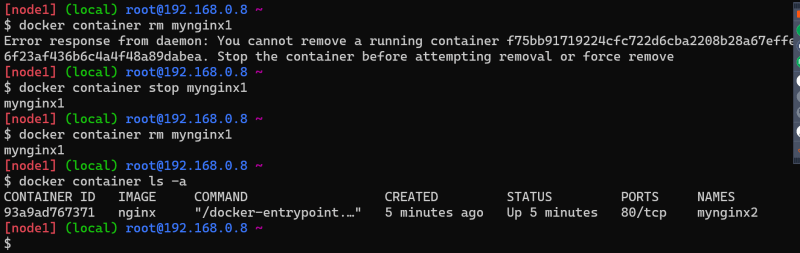 [node1] (local) root@192.168.0.8 ~
$ docker container rm mynginx1
Error response from daemon: You cannot remove a running container f75bb91719224cfc722d6cba2208b28a67effe
6f23af436b6c4a4f48a89dabea. Stop the container before attempting removal or force remove
[node1] (local) root@192.168.0.8 ~
$ docker container stop mynginx1
mynginx1
[node1] (local) root@192.168.0.8 ~
$ docker container rm mynginx1
mynginx1
[node1] (local) root@192.168.0.8 ~
$ docker container ls -a
CONTAINER ID   IMAGE     COMMAND                  CREATED         STATUS         PORTS     NAMES
93a9ad767371   nginx     "/docker-entrypoint.…"   5 minutes ago   Up 5 minutes   80/tcp    mynginx2
[node1] (local) root@192.168.0.8 ~
$